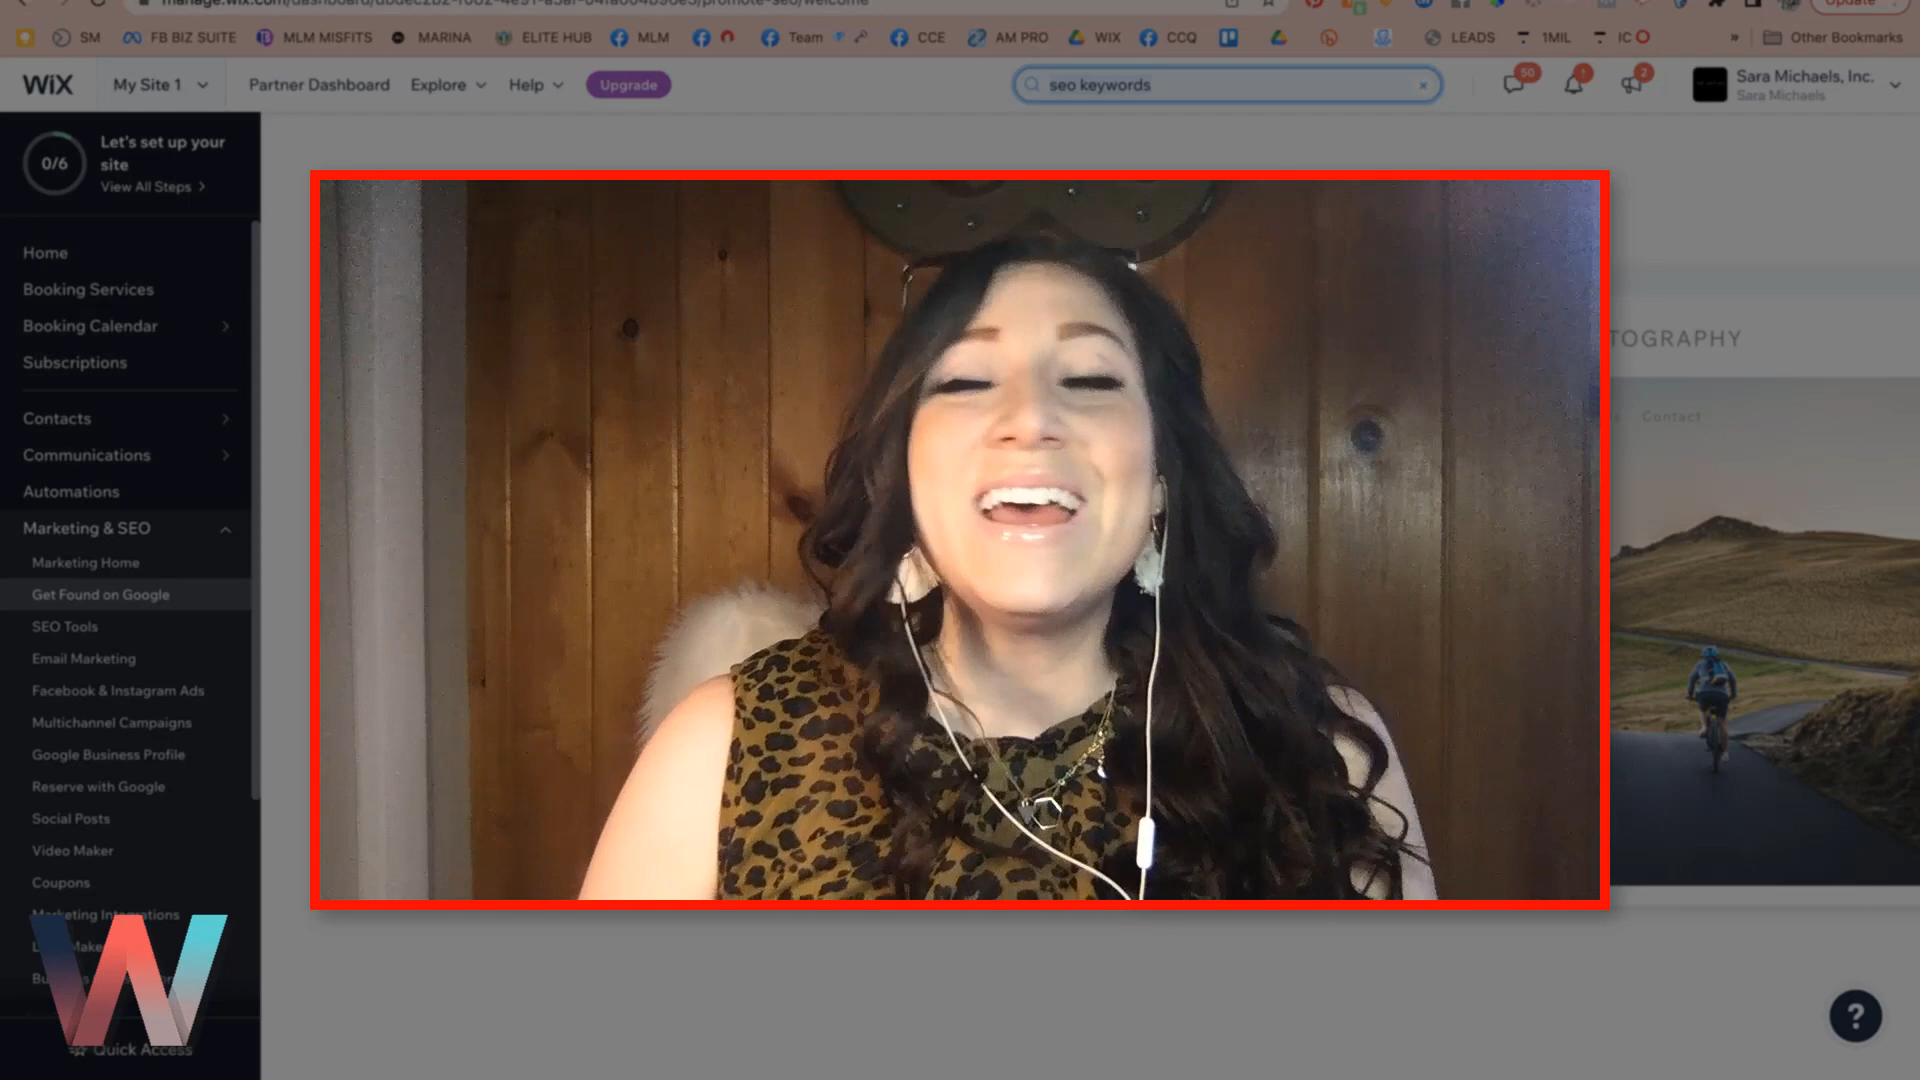 SM
FB BIZ SUITE
MLM MISFITS
MARINA
ELITE HUB
MLM
Team
CCE
AM PRO
WIX
CCQ
LEADS
1MIL
IC
»
Other Bookmarks
WiX
My Site 1
Partner Dashboard
Explore
Help
Upgrade
seo keywords
50
2
Sara Michaels, Inc.
Sara Michaels
0/6
Let's set up your
site
View All Steps
Home
Booking Services
Booking Calendar
Subscriptions
Contacts
Communications
Automations
Marketing & SEO
Marketing Home
Get Found on Google
SEO Tools
Email Marketing
Facebook & Instagram Ads
Multichannel Campaigns
Google Business Profile
Reserve with Google
Social Posts
Video Maker
Coupons
Quick Access
TOGRAPHY
Contact
?